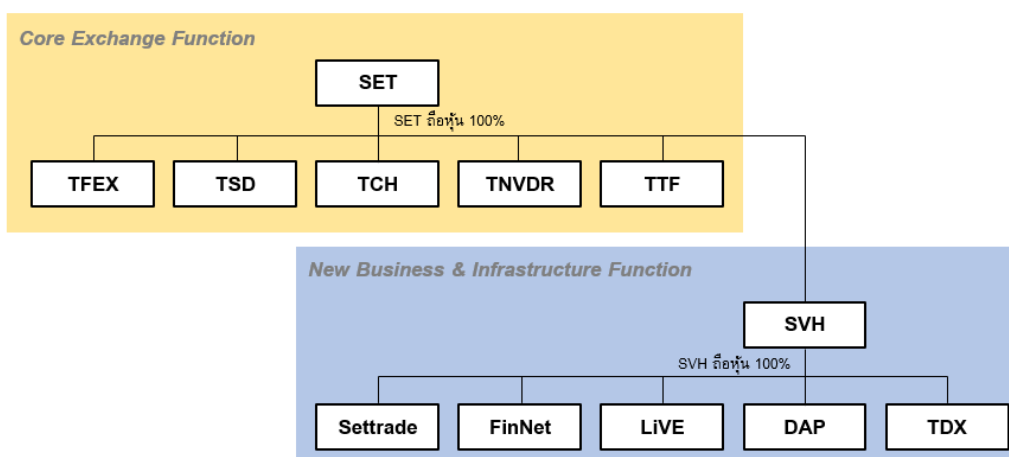 Core Exchange Function
SET
SET ถือหุ้น 100%
TFEX
TSD
TCH
TNVDR
TTF
New Business & Infrastructure Function
SVH
SVH ถือหุ้น 100%
Settrade
FinNet
LiVE
DAP
TDX